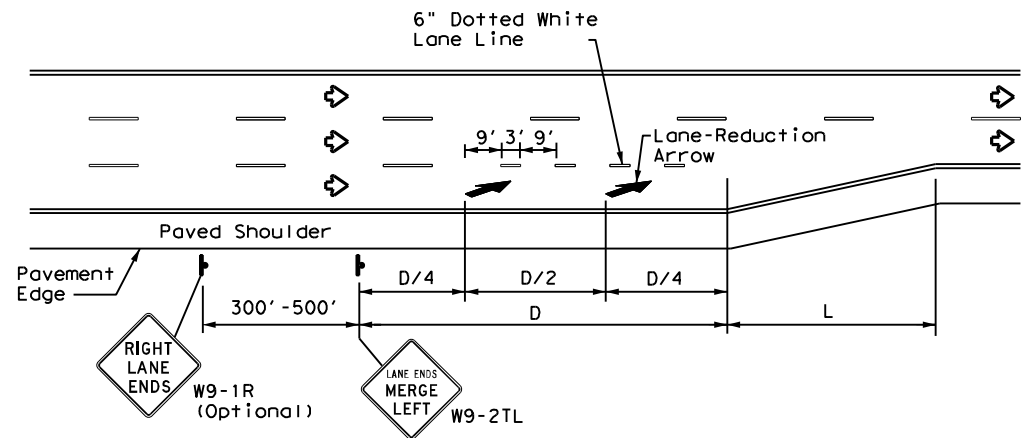 6" Dotted White
Lane Line
9' 3' 9'
Lane-Reduction
Arrow
Paved Shoulder
Pavement
Edge
D/4 D/2 D/4
300'-500' D L
RIGHT
LANE
ENDS
W9-1R
(Optional)
LANE ENDS
MERGE
LEFT
W9-2TL